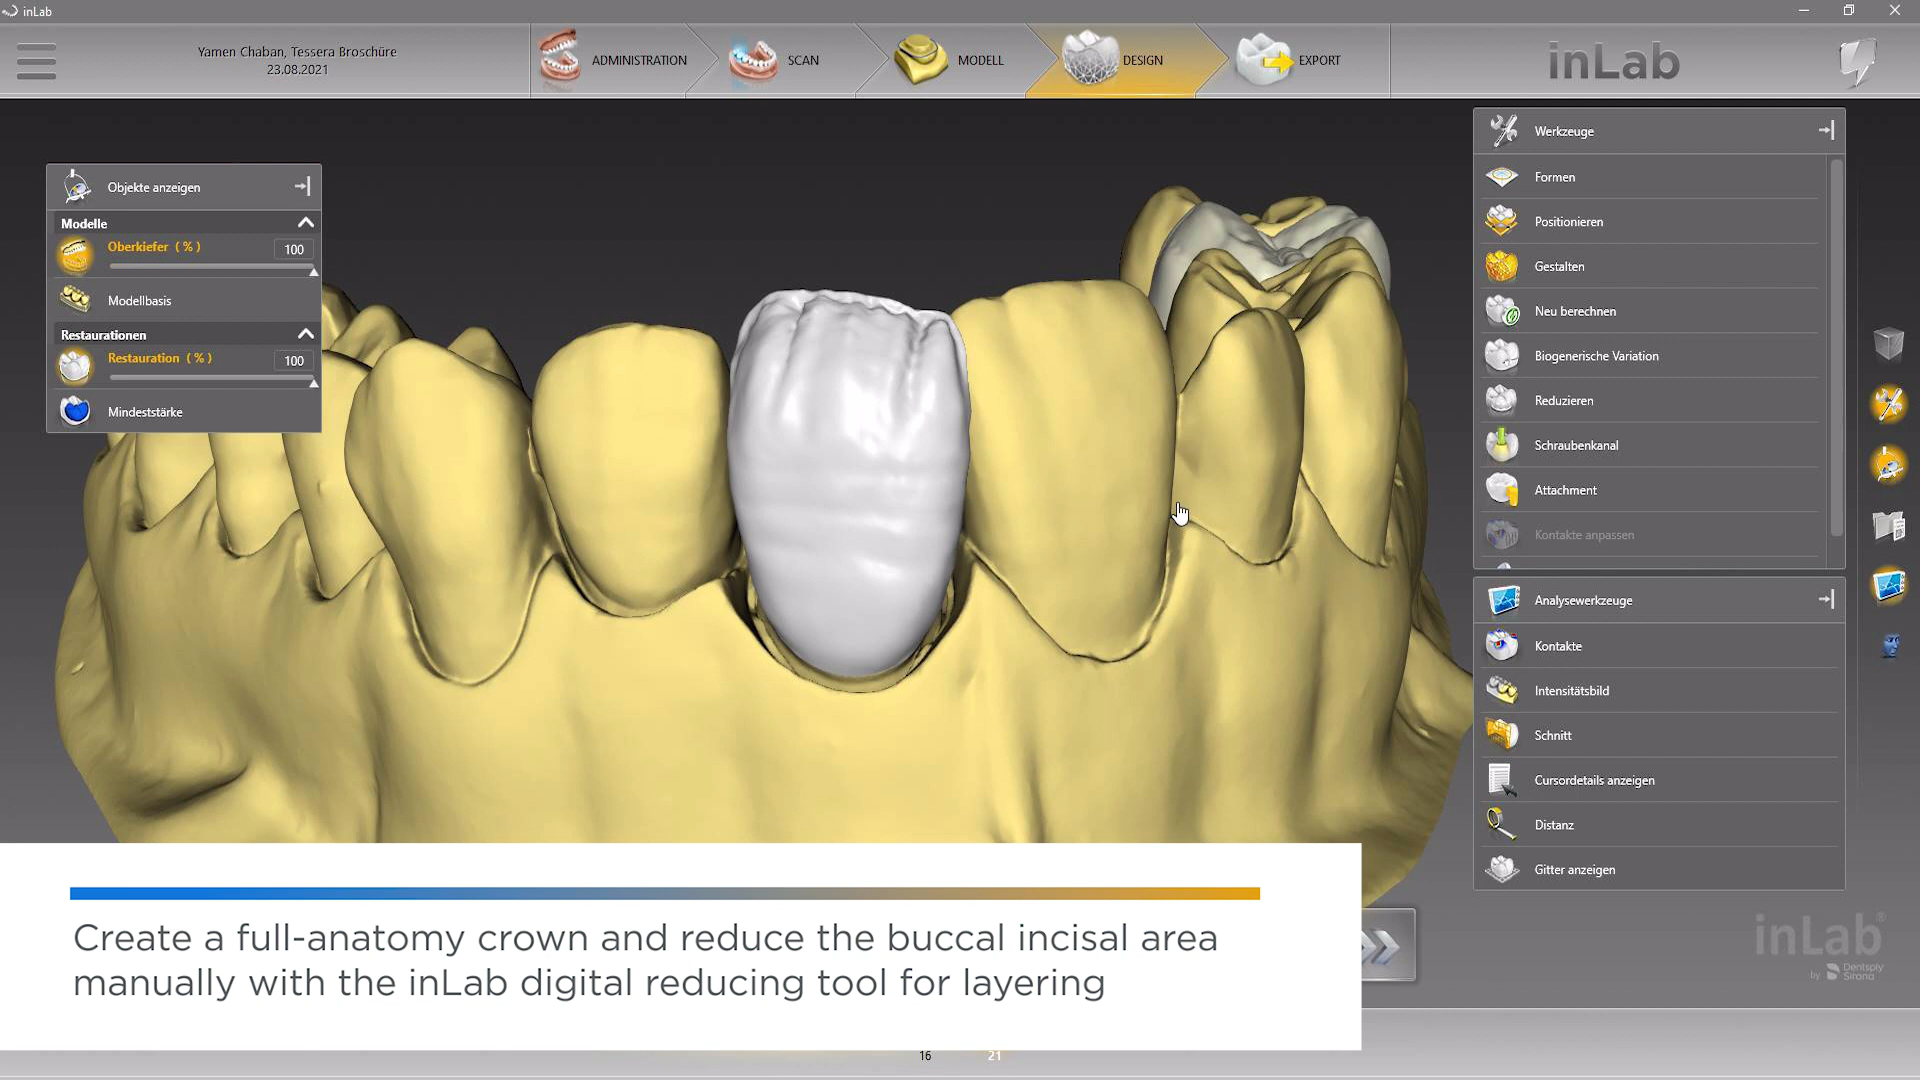 inLab
Yamen Chaban, Tessera Broschüre
23.08.2021
ADMINISTRATION
SCAN
MODELL
DESIGN
EXPORT
inLab
Objekte anzeigen
Modelle
Oberkiefer ( % )
100
Modellbasis
Restaurationen
Restauration ( % )
100
Mindeststärke
Werkzeuge
Formen
Positionieren
Gestalten
Neu berechnen
Biogenerische Variation
Reduzieren
Schraubenkanal
Attachment
Kontakte anpassen
Analysewerkzeuge
Kontakte
Intensitätsbild
Schnitt
Cursordetails anzeigen
Distanz
Gitter anzeigen
inLab®
by Dentsply
Sirona
Create a full-anatomy crown and reduce the buccal incisal area
manually with the inLab digital reducing tool for layering
16
21